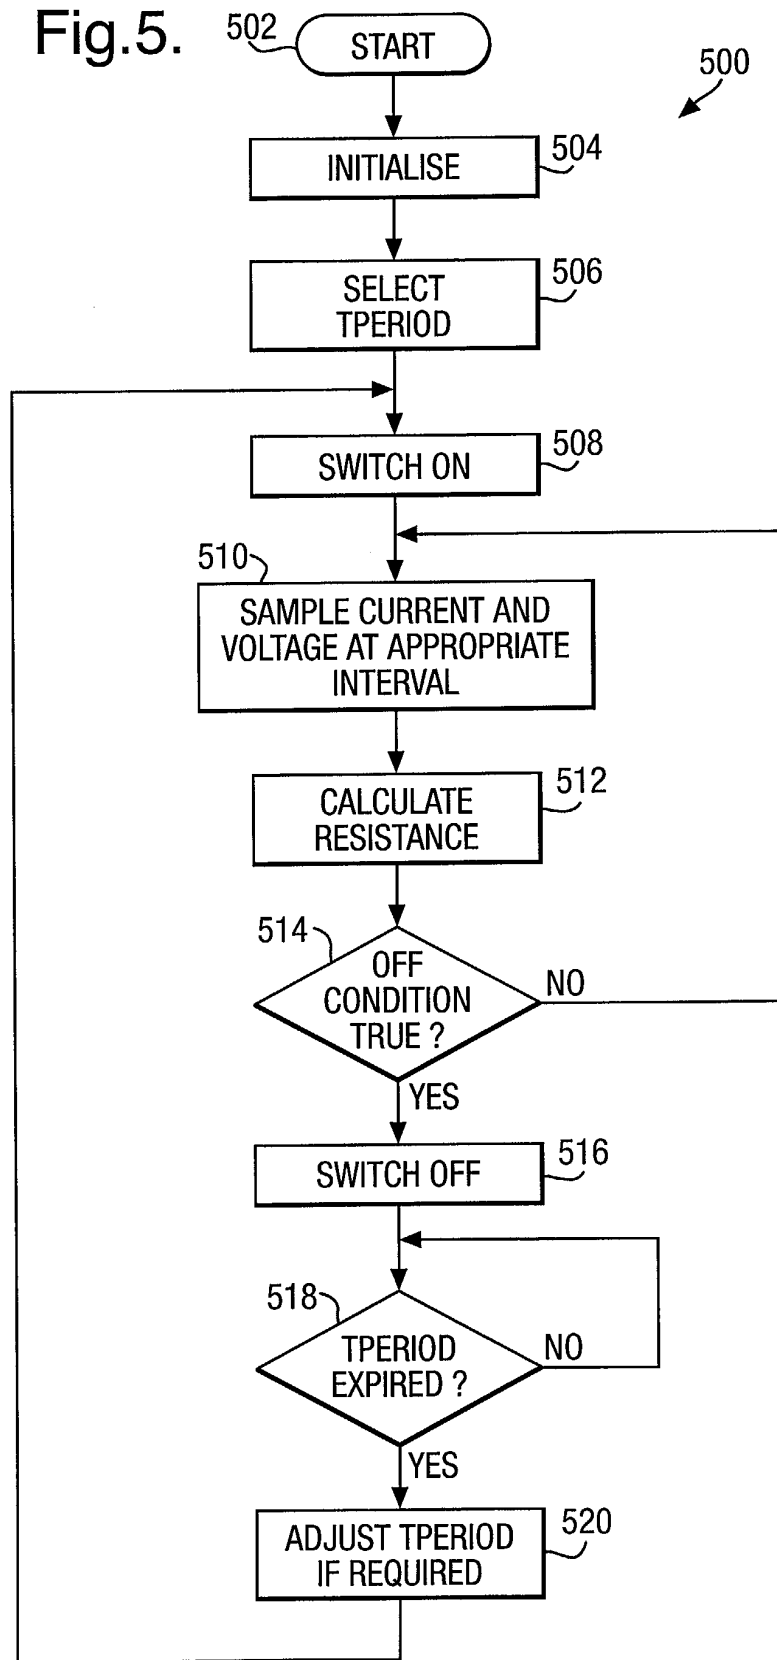 Fig.5.
502
START
500
INITIALISE
504
SELECT
TPERIOD
506
SWITCH ON
508
510
SAMPLE CURRENT AND
VOLTAGE AT APPROPRIATE
INTERVAL
CALCULATE
RESISTANCE
512
514
OFF
CONDITION
TRUE ?
NO
YES
SWITCH OFF
516
518
TPERIOD
EXPIRED ?
NO
YES
ADJUST TPERIOD
IF REQUIRED
520